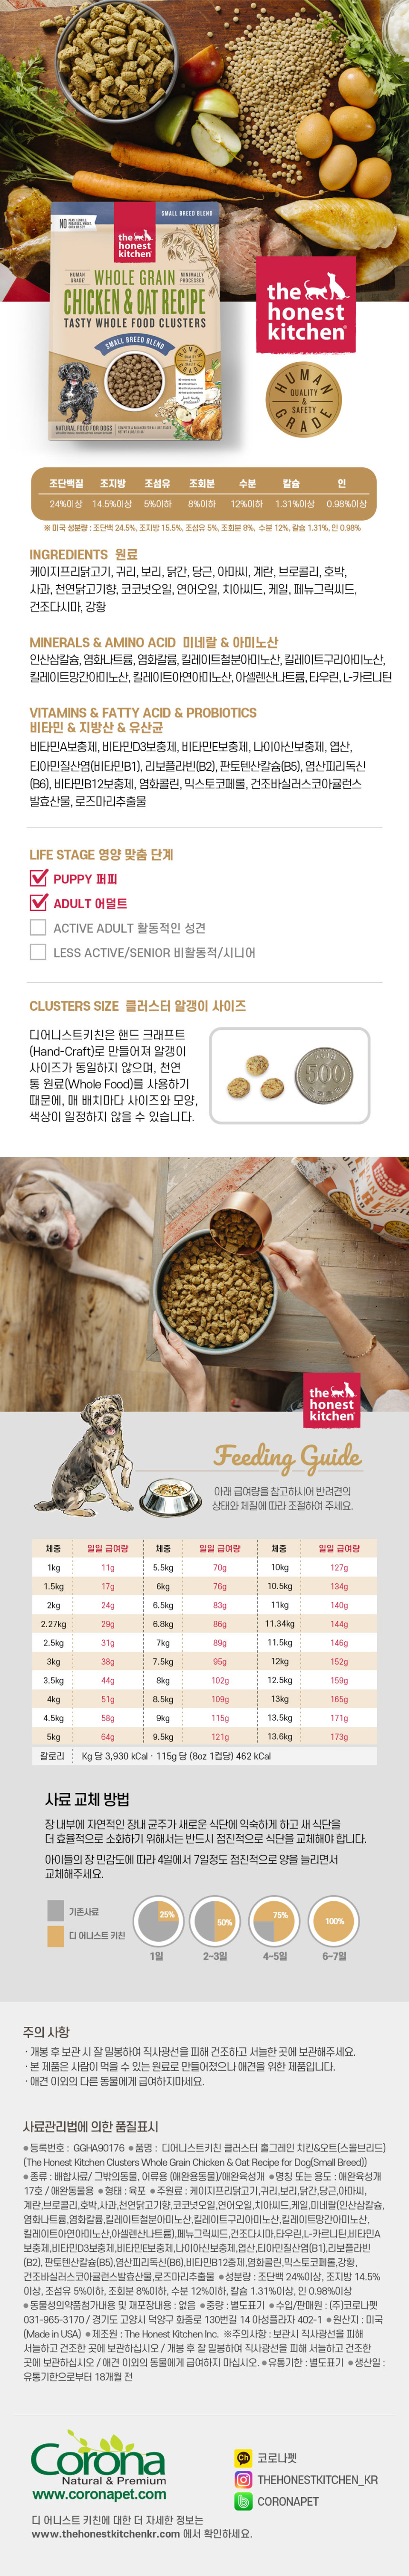 SMALL BREED BLEND
the
honest
kitchen
HUMAN GRADE
MINIMALLY PROCESSED
WHOLE GRAIN
CHICKEN & OAT RECIPE
TASTY WHOLE FOOD CLUSTERS
SMALL BREED BLEND
NATURAL FOOD FOR DOGS
the
honest
kitchen®
HUMAN
QUALITY
&
SAFETY
GRADE
조단백질 조지방 조섬유 조회분 수분 칼슘 인
24%이상 14.5%이상 5%이하 8%이하 12%이하 1.31%이상 0.98%이상
※ 미국 성분량 : 조단백 24.5%, 조지방 15.5%, 조섬유 5%, 조회분 8%, 수분 12%, 칼슘 1.31%, 인 0.98%
INGREDIENTS 원료
케이지프리닭고기, 귀리, 보리, 닭간, 당근, 아마씨, 계란, 브로콜리, 호박,
사과, 천연닭고기향, 코코넛오일, 연어오일, 치아씨드, 케일, 페뉴그릭씨드,
건조다시마, 강황
MINERALS & AMINO ACID 미네랄 & 아미노산
인산삼칼슘, 염화나트륨, 염화칼륨, 킬레이트철분아미노산, 킬레이트구리아미노산,
킬레이트망간아미노산, 킬레이트아연아미노산, 아셀렌산나트륨, 타우린, L-카르니틴
VITAMINS & FATTY ACID & PROBIOTICS
비타민 & 지방산 & 유산균
비타민A보충제, 비타민D3보충제, 비타민E보충제, 나이아신보충제, 엽산,
티아민질산염(비타민B1), 리보플라빈(B2), 판토텐산칼슘(B5), 염산피리독신
(B6), 비타민B12보충제, 염화콜린, 믹스토코페롤, 건조바실러스코아귤런스
발효산물, 로즈마리추출물
LIFE STAGE 영양 맞춤 단계
PUPPY 퍼피
ADULT 어덜트
ACTIVE ADULT 활동적인 성견
LESS ACTIVE/SENIOR 비활동적/시니어
CLUSTERS SIZE 클러스터 알갱이 사이즈
디어니스트키친은 핸드 크래프트
(Hand-Craft)로 만들어져 알갱이
사이즈가 동일하지 않으며, 천연
통 원료(Whole Food)를 사용하기
때문에, 매 배치마다 사이즈와 모양,
색상이 일정하지 않을 수 있습니다.
500
the
honest
kitchen®
Feeding Guide
아래 급여량을 참고하시어 반려견의
상태와 체질에 따라 조절하여 주세요.
체중 일일 급여량 체중 일일 급여량 체중 일일 급여량
1kg 11g 5.5kg 70g 10kg 127g
1.5kg 17g 6kg 76g 10.5kg 134g
2kg 24g 6.5kg 83g 11kg 140g
2.27kg 29g 6.8kg 86g 11.34kg 144g
2.5kg 31g 7kg 89g 11.5kg 146g
3kg 38g 7.5kg 95g 12kg 152g
3.5kg 44g 8kg 102g 12.5kg 159g
4kg 51g 8.5kg 109g 13kg 165g
4.5kg 58g 9kg 115g 13.5kg 171g
5kg 64g 9.5kg 121g 13.6kg 173g
칼로리 Kg 당 3,930 kCal · 115g 당 (8oz 1컵당) 462 kCal
사료 교체 방법
장 내부에 자연적인 장내 균주가 새로운 식단에 익숙하게 하고 새 식단을
더 효율적으로 소화하기 위해서는 반드시 점진적으로 식단을 교체해야 합니다.
아이들의 장 민감도에 따라 4일에서 7일정도 점진적으로 양을 늘리면서
교체해주세요.
기존사료
디 어니스트 키친
25% 50% 75% 100%
1일 2-3일 4-5일 6-7일
주의 사항
· 개봉 후 보관 시 잘 밀봉하여 직사광선을 피해 건조하고 서늘한 곳에 보관해주세요.
· 본 제품은 사람이 먹을 수 있는 원료로 만들어졌으나 애견을 위한 제품입니다.
· 애견 이외의 다른 동물에게 급여하지마세요.
사료관리법에 의한 품질표시
● 등록번호 : GGHA90176 ● 품명 : 디어니스트키친 클러스터 홀그레인 치킨&오트(스몰브리드)
(The Honest Kitchen Clusters Whole Grain Chicken & Oat Recipe for Dog(Small Breed))
● 종류 : 배합사료/ 그밖의동물, 어류용 (애완용동물)/애완육성개 ● 명칭 또는 용도 : 애완육성개
17호 / 애완동물용 ● 형태 : 육포 ● 주원료 : 케이지프리닭고기,귀리,보리,닭간,당근,아마씨,
계란,브로콜리,호박,사과,천연닭고기향,코코넛오일,연어오일,치아씨드,케일,미네랄(인산삼칼슘,
염화나트륨,염화칼륨,킬레이트철분아미노산,킬레이트구리아미노산,킬레이트망간아미노산,
킬레이트아연아미노산,아셀렌산나트륨),페뉴그릭씨드,건조다시마,타우린,L-카르니틴,비타민A
보충제,비타민D3보충제,비타민E보충제,나이아신보충제,엽산,티아민질산염(B1),리보플라빈
(B2), 판토텐산칼슘(B5),염산피리독신(B6),비타민B12충제,염화콜린,믹스토코페롤,강황,
건조바실러스코아귤런스발효산물,로즈마리추출물 ● 성분량 : 조단백 24%이상, 조지방 14.5%
이상, 조섬유 5%이하, 조회분 8%이하, 수분 12%이하, 칼슘 1.31%이상, 인 0.98%이상
● 동물성의약품첨가내용 및 재포장내용 : 없음 ● 중량 : 별도표기 ● 수입/판매원 : (주)코로나펫
031-965-3170 / 경기도 고양시 덕양구 화중로 130번길 14 아성플라자 402-1 ● 원산지 : 미국
(Made in USA) ● 제조원 : The Honest Kitchen Inc. ※주의사항 : 보관시 직사광선을 피해
서늘하고 건조한 곳에 보관하십시오 / 개봉 후 잘 밀봉하여 직사광선을 피해 서늘하고 건조한
곳에 보관하십시오 / 애견 이외의 동물에게 급여하지 마십시오. ● 유통기한 : 별도표기 ● 생산일 :
유통기한으로부터 18개월 전
Corona
Natural & Premium
www.coronapet.com
Ch 코로나펫
THEHONESTKITCHEN_KR
CORONAPET
디 어니스트 키친에 대한 더 자세한 정보는
www.thehonestkitchenkr.com 에서 확인하세요.